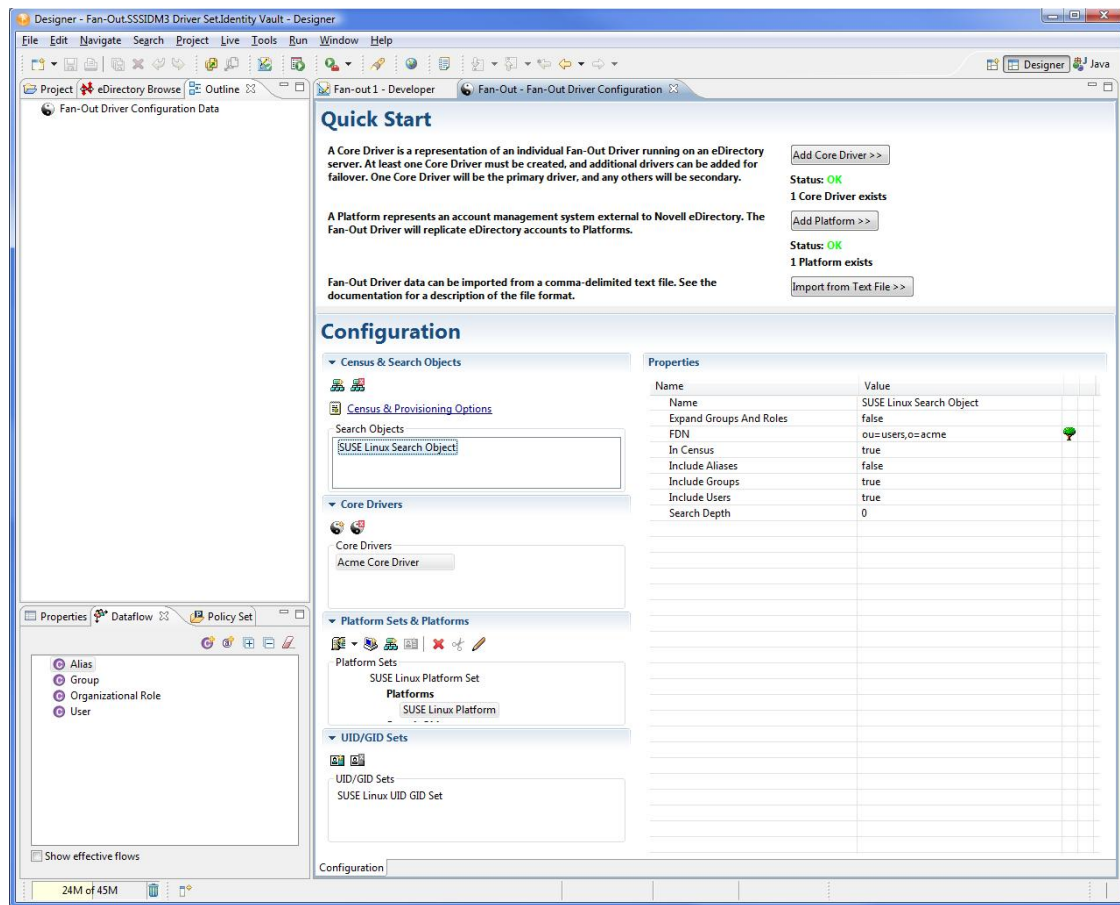 Designer - Fan-Out.SSSIDM3 Driver Set.Identity Vault - Designer
File Edit Navigate Search Project Live Tools Run Window Help
Designer Java
Project eDirectory Browse Outline
Fan-out 1 - Developer Fan-Out - Fan-Out Driver Configuration
Fan-Out Driver Configuration Data
Quick Start
A Core Driver is a representation of an individual Fan-Out Driver running on an eDirectory
server. At least one Core Driver must be created, and additional drivers can be added for
failover. One Core Driver will be the primary driver, and any others will be secondary.
Add Core Driver >>
Status: OK
1 Core Driver exists
A Platform represents an account management system external to Novell eDirectory. The
Fan-Out Driver will replicate eDirectory accounts to Platforms.
Add Platform >>
Status: OK
1 Platform exists
Fan-Out Driver data can be imported from a comma-delimited text file. See the
documentation for a description of the file format.
Import from Text File >>
Configuration
Census & Search Objects
Census & Provisioning Options
Search Objects
SUSE Linux Search Object
Core Drivers
Core Drivers
Acme Core Driver
Platform Sets & Platforms
Platform Sets
SUSE Linux Platform Set
Platforms
SUSE Linux Platform
UID/GID Sets
UID/GID Sets
SUSE Linux UID GID Set
Configuration
Properties
Name Value
Name SUSE Linux Search Object
Expand Groups And Roles false
FDN ou=users,o=acme
In Census true
Include Aliases false
Include Groups true
Include Users true
Search Depth 0
Properties Dataflow Policy Set
Alias
Group
Organizational Role
User
Show effective flows
24M of 45M